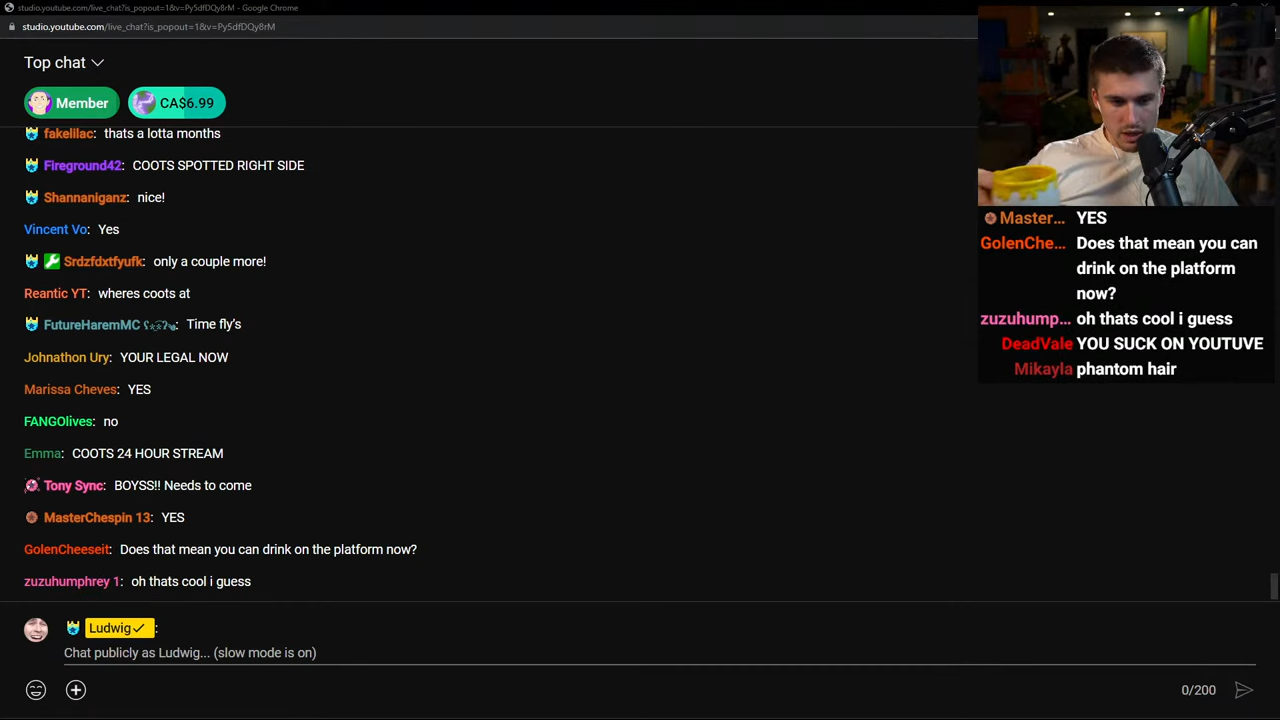 studio.youtube.com/live_chat?is_popout=1&v=Py5dfDQy8rM - Google Chrome
studio.youtube.com/live_chat?is_popout=1&v=Py5dfDQy8rM
Top chat
Member
CA$6.99
fakelilac: thats a lotta months
Fireground42: COOTS SPOTTED RIGHT SIDE
Shannaniganz: nice!
Vincent Vo: Yes
Srdzfdxtfyufk: only a couple more!
Reantic YT: wheres coots at
FutureHaremMC : Time fly's
Johnathon Ury: YOUR LEGAL NOW
Marissa Cheves: YES
FANGOlives: no
Emma: COOTS 24 HOUR STREAM
Tony Sync: BOYSS!! Needs to come
MasterChespin 13: YES
GolenCheeseit: Does that mean you can drink on the platform now?
zuzuhumphrey 1: oh thats cool i guess
Ludwig :
Chat publicly as Ludwig... (slow mode is on)
0/200
Master... YES
GolenChe... Does that mean you can
drink on the platform
now?
zuzuhump... oh thats cool i guess
DeadVale YOU SUCK ON YOUTUVE
Mikayla phantom hair